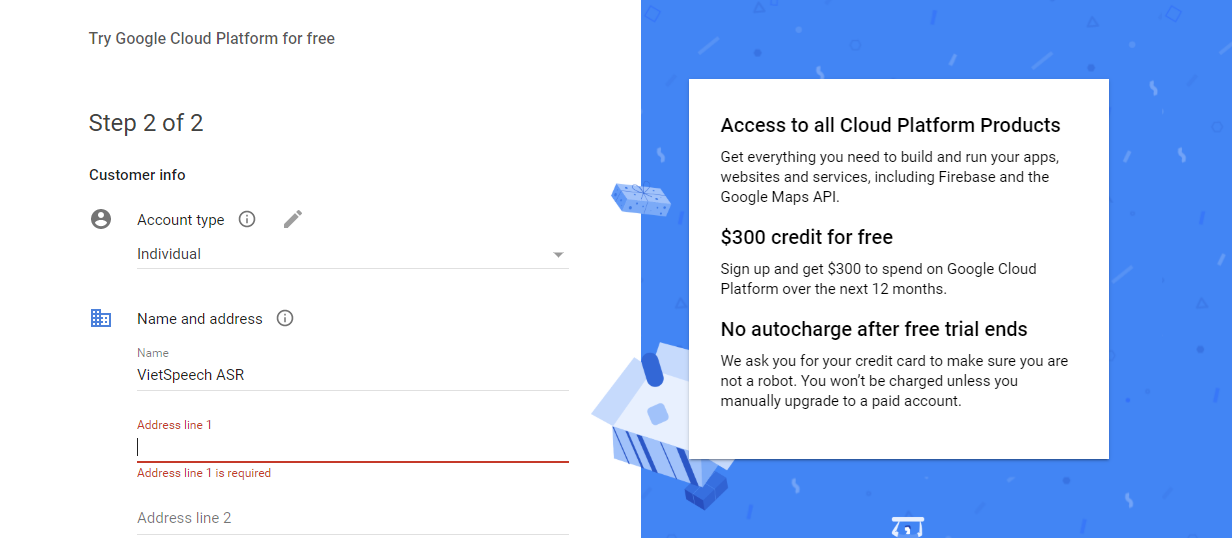 Try Google Cloud Platform for free
Step 2 of 2
Customer info
Account type
Individual
Name and address
Name
VietSpeech ASR
Address line 1
Address line 1 is required
Address line 2
Access to all Cloud Platform Products
Get everything you need to build and run your apps,
websites and services, including Firebase and the
Google Maps API.
$300 credit for free
Sign up and get $300 to spend on Google Cloud
Platform over the next 12 months.
No autocharge after free trial ends
We ask you for your credit card to make sure you are
not a robot. You won’t be charged unless you
manually upgrade to a paid account.